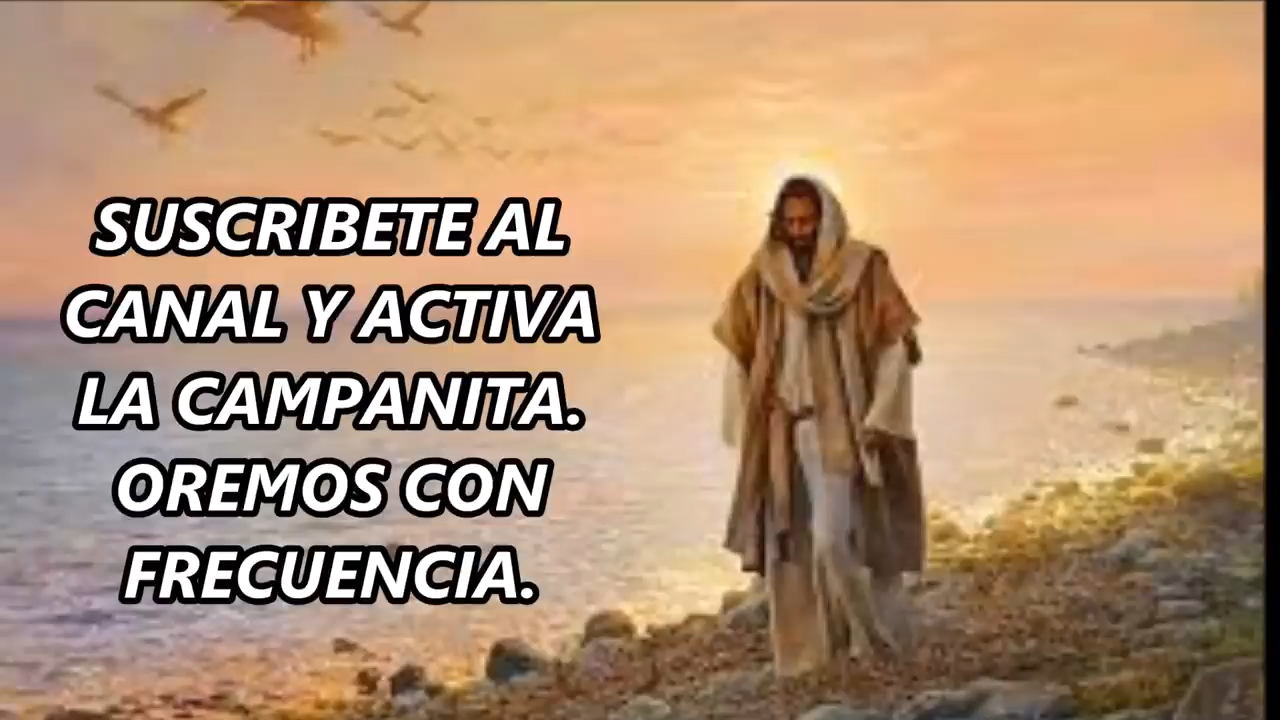 SUSCRIBETE AL
CANAL Y ACTIVA
LA CAMPANITA.
OREMOS CON
FRECUENCIA.